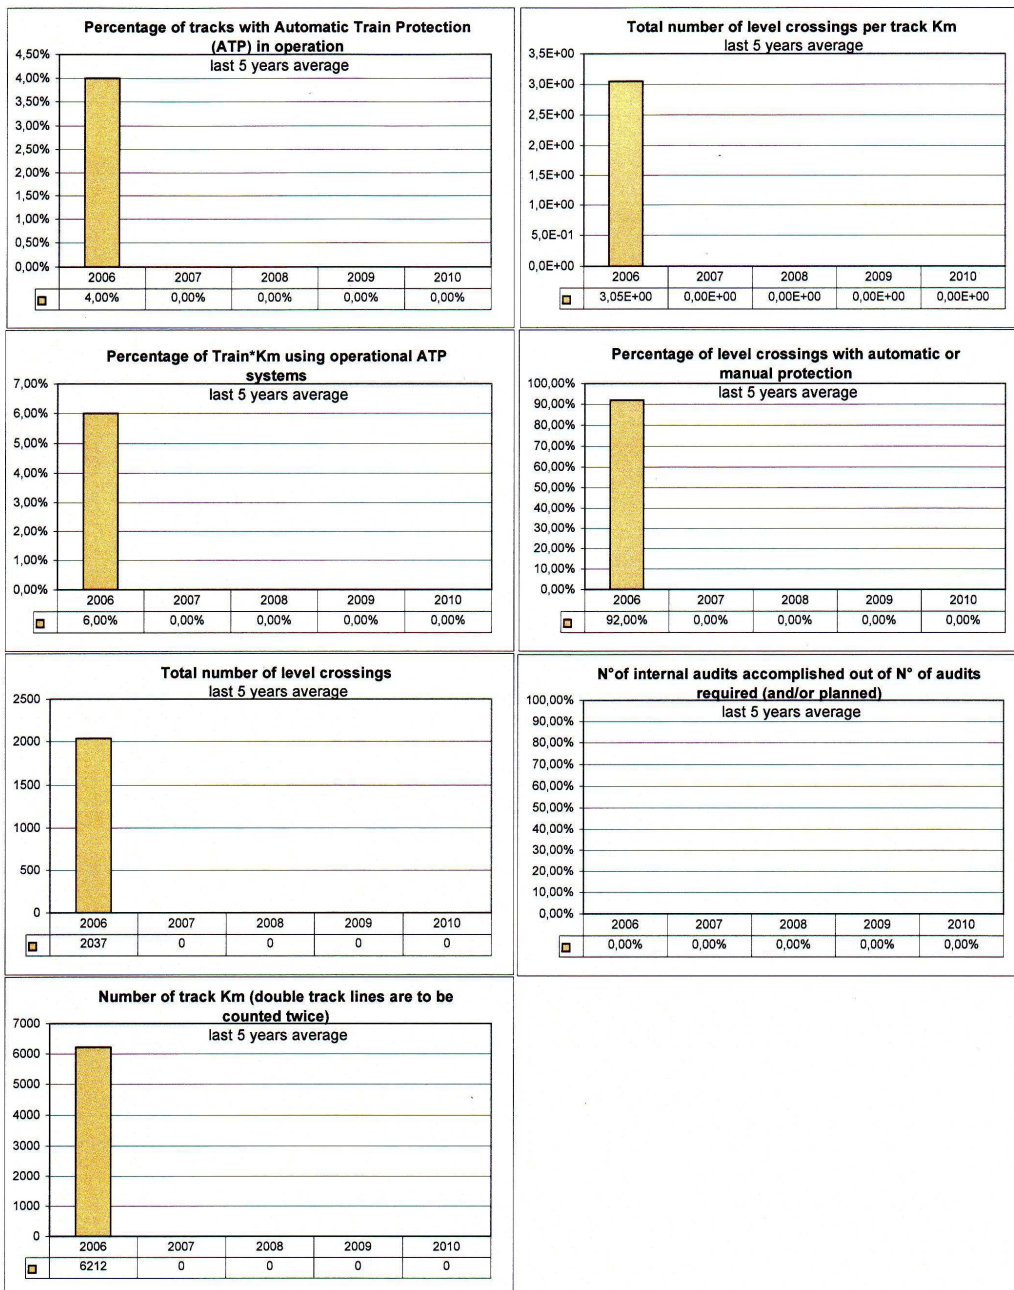 Percentage of tracks with Automatic Train Protection
(ATP) in operation
last 5 years average
4,50%
4,00%
3,50%
3,00%
2,50%
2,00%
1,50%
1,00%
0,50%
0,00%
2006 2007 2008 2009 2010
4,00% 0,00% 0,00% 0,00% 0,00%
Total number of level crossings per track Km
last 5 years average
3,5E+00
3,0E+00
2,5E+00
2,0E+00
1,5E+00
1,0E+00
5,0E-01
0,0E+00
2006 2007 2008 2009 2010
3,05E+00 0,00E+00 0,00E+00 0,00E+00 0,00E+00
Percentage of Train*Km using operational ATP
systems
last 5 years average
7,00%
6,00%
5,00%
4,00%
3,00%
2,00%
1,00%
0,00%
2006 2007 2008 2009 2010
6,00% 0,00% 0,00% 0,00% 0,00%
Percentage of level crossings with automatic or
manual protection
last 5 years average
100,00%
90,00%
80,00%
70,00%
60,00%
50,00%
40,00%
30,00%
20,00%
10,00%
0,00%
2006 2007 2008 2009 2010
92,00% 0,00% 0,00% 0,00% 0,00%
Total number of level crossings
last 5 years average
2500
2000
1500
1000
500
0
2006 2007 2008 2009 2010
2037 0 0 0 0
N°of internal audits accomplished out of N° of audits
required (and/or planned)
last 5 years average
100,00%
90,00%
80,00%
70,00%
60,00%
50,00%
40,00%
30,00%
20,00%
10,00%
0,00%
2006 2007 2008 2009 2010
0,00% 0,00% 0,00% 0,00% 0,00%
Number of track Km (double track lines are to be
counted twice)
last 5 years average
7000
6000
5000
4000
3000
2000
1000
0
2006 2007 2008 2009 2010
6212 0 0 0 0